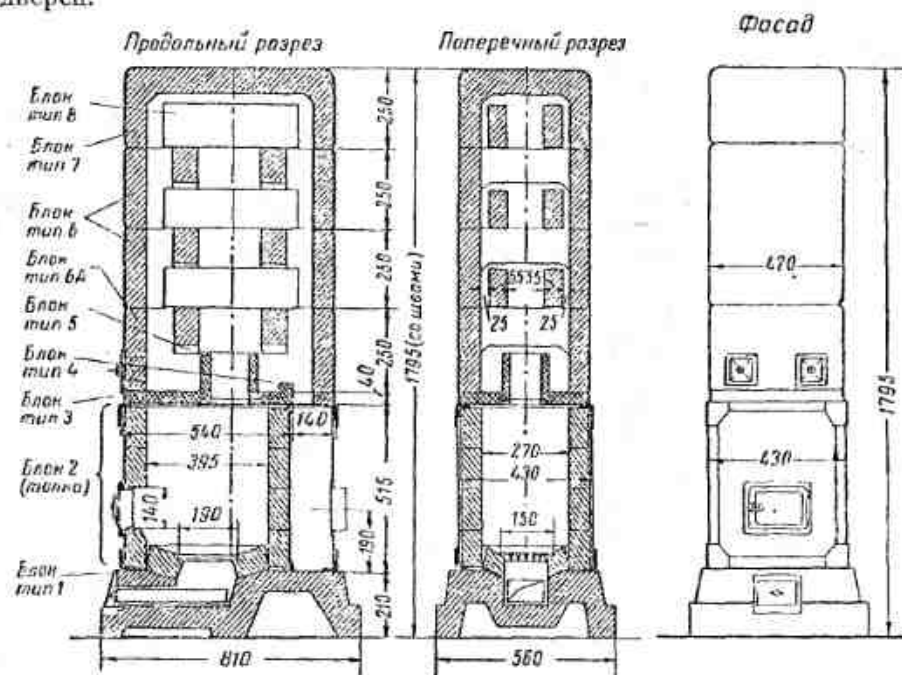 дверец.
Продольный разрез
Поперечный разрез
Фасад
Блок
тип 8
Блок
тип 7
Блок
тип 6
Блок
тип 6А
Блок
тип 5
Блок
тип 4
Блок
тип 3
Блок 2
(топка)
Блок
тип 1
250
250
250
250
40
515
210
540
140
395
140
190
190
810
1795 (со швами)
55
35
25
25
270
430
150
560
470
430
1795